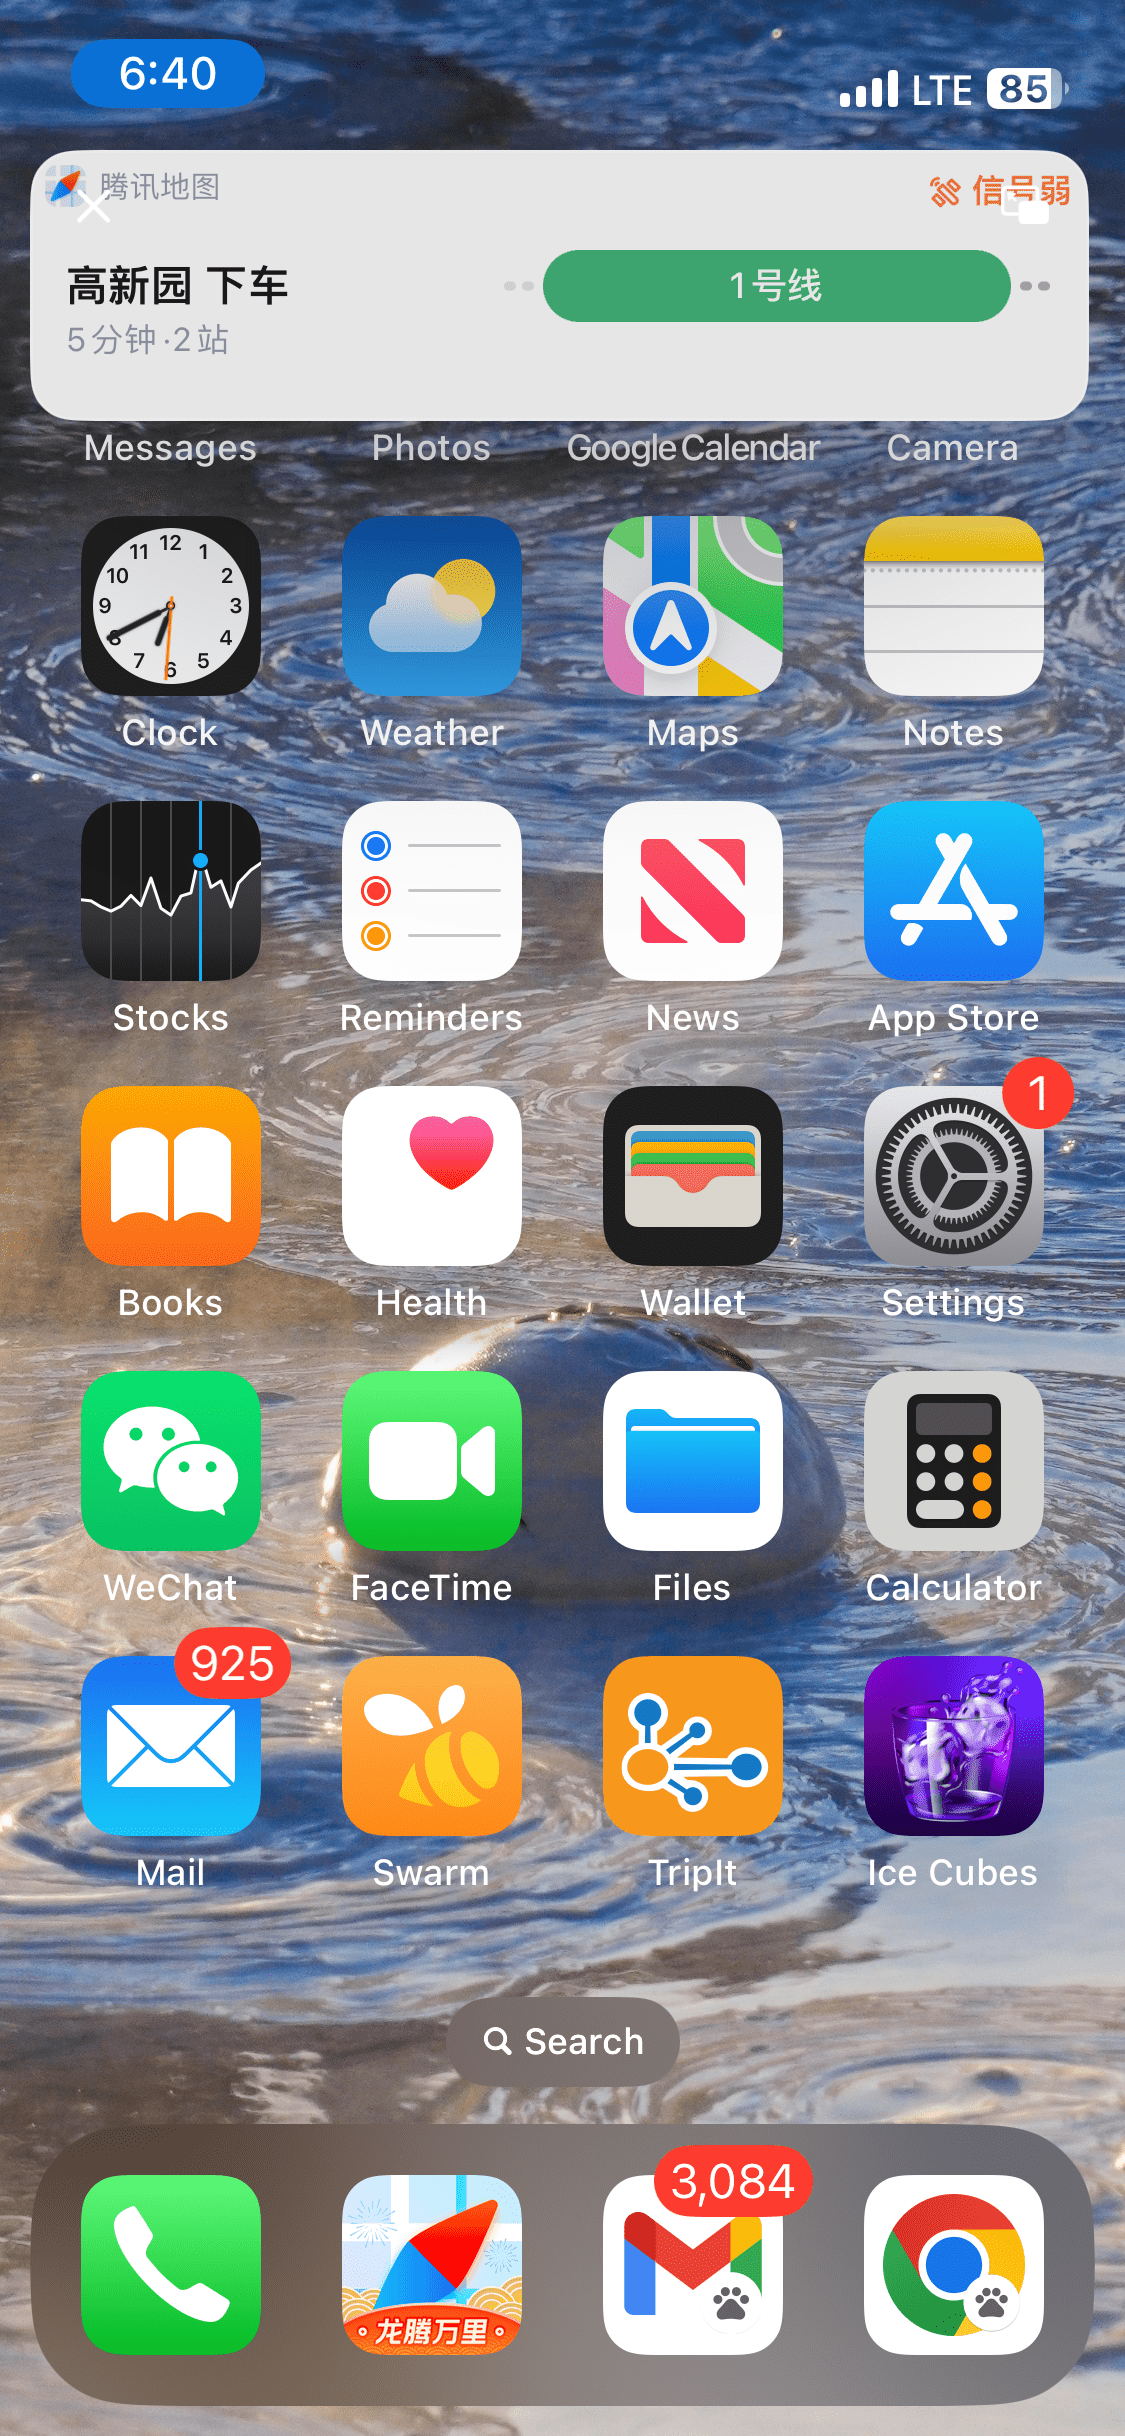 6:40
LTE 85
腾讯地图
信号弱
高新园 下车
1号线
5分钟·2站
Messages Photos Google Calendar Camera
12 1 2 3 4 5 6 7 8 9 10 11
Clock Weather Maps Notes
Stocks Reminders News App Store
1
Books Health Wallet Settings
WeChat FaceTime Files Calculator
925
Mail Swarm TripIt Ice Cubes
Search
3,084
龙腾万里